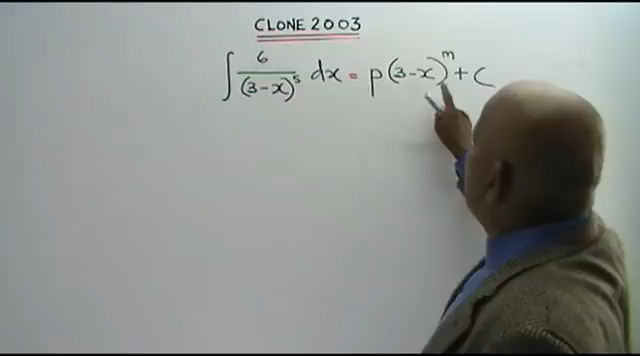 CLONE 2003
∫ 6/(3-x)⁵ dx = p(3-x)ᵐ + C